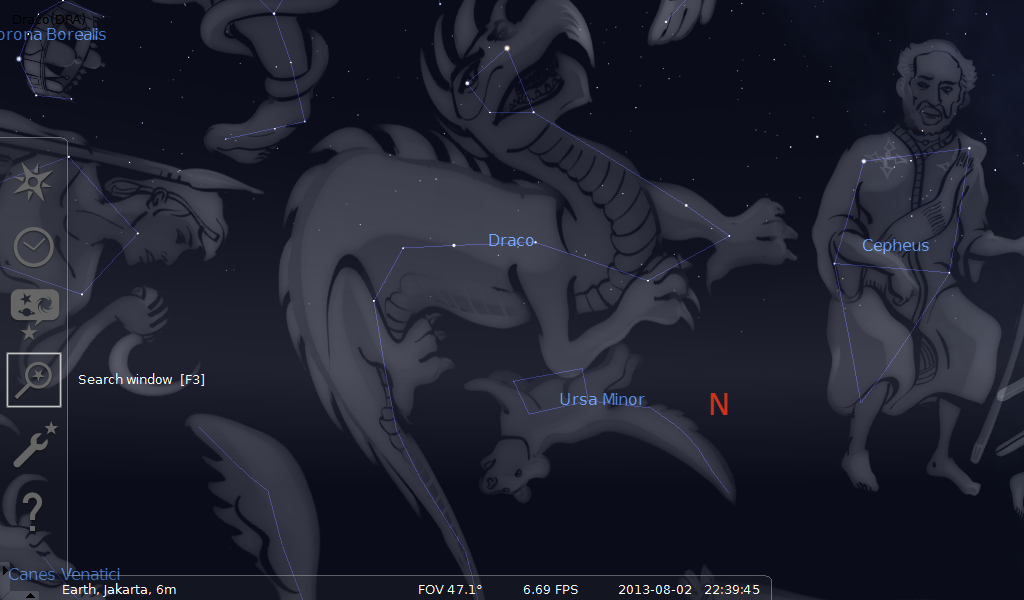 Draco(DRA)
orona Borealis
Draco
Cepheus
Search window [F3]
Ursa Minor
N
?
Canes Venatici
Earth, Jakarta, 6m FOV 47.1° 6.69 FPS 2013-08-02 22:39:45